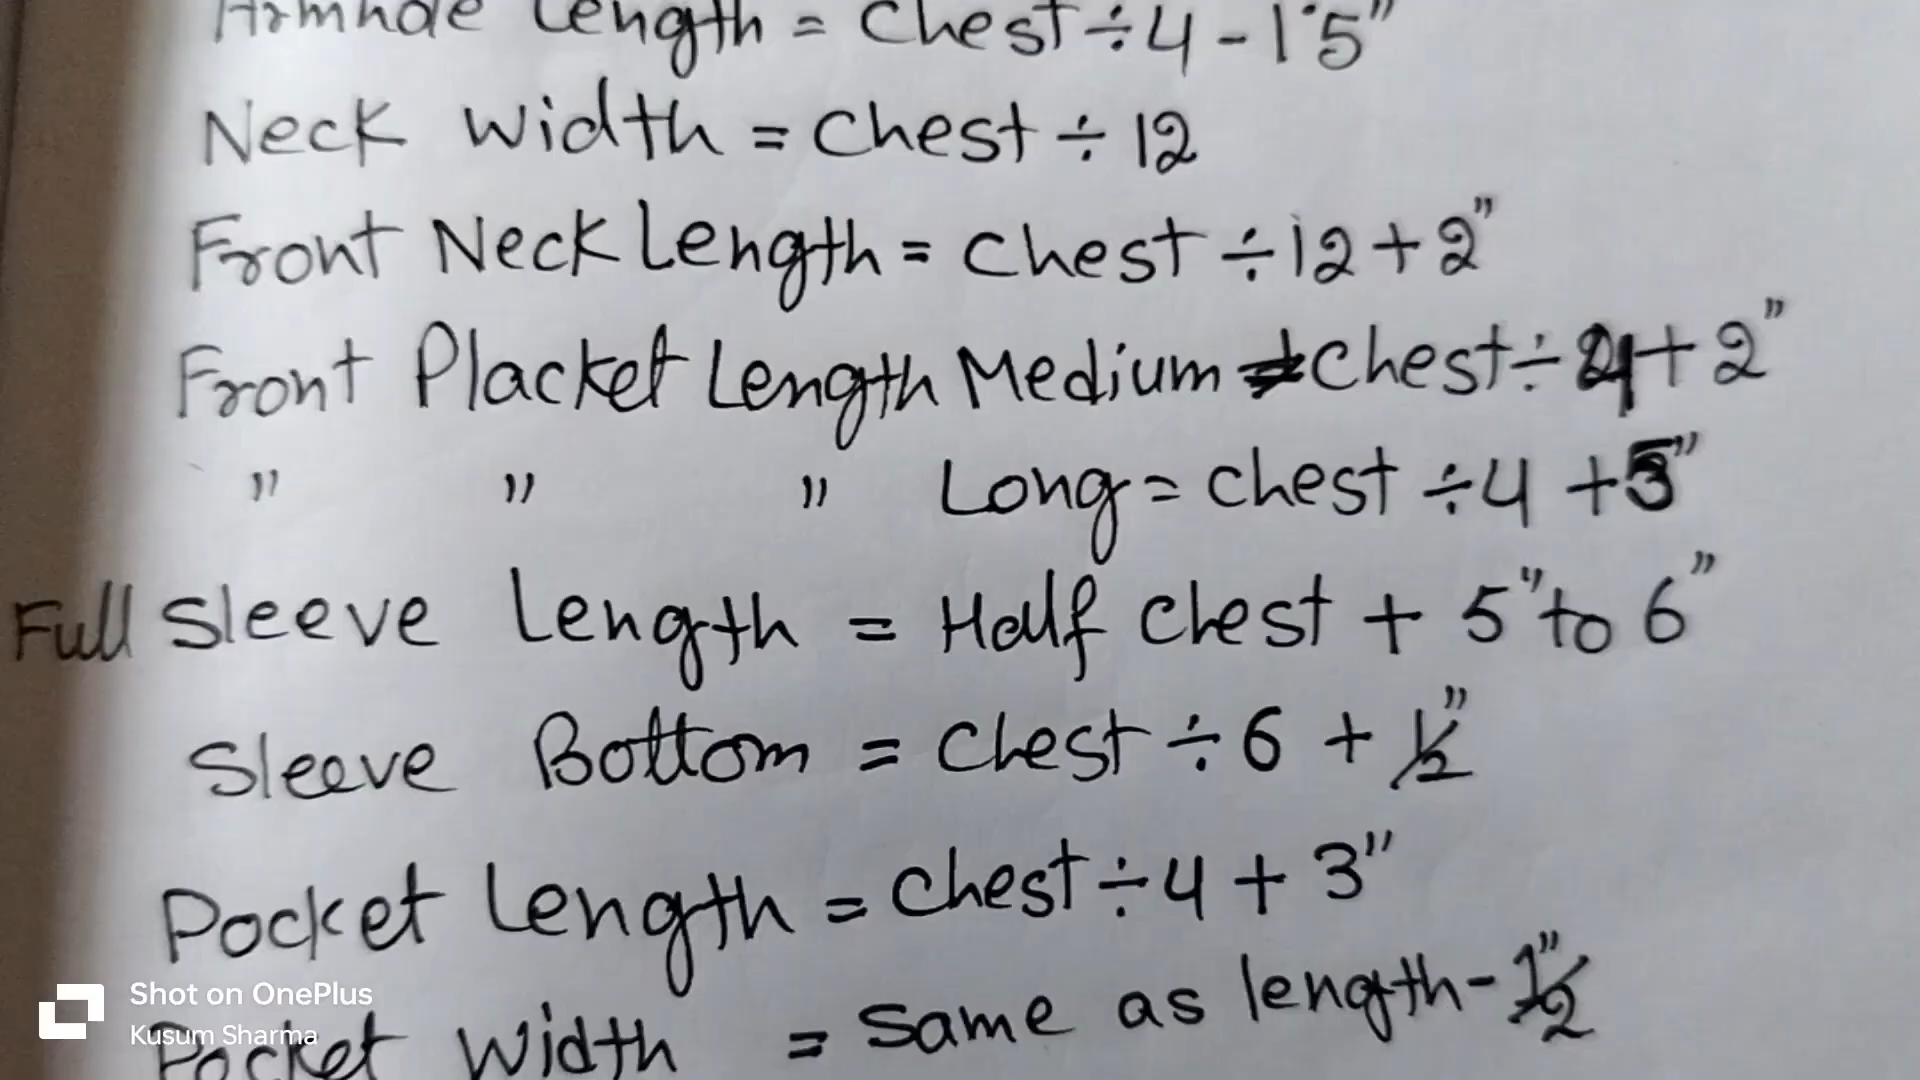 Armhole Length = Chest ÷ 4 - 1.5"
Neck Width = Chest ÷ 12
Front Neck Length = Chest ÷ 12 + 2"
Front Placket Length Medium = Chest ÷ 4 + 2"
" " " Long = Chest ÷ 4 + "
Full Sleeve Length = Half Chest + 5" to 6"
Sleeve Bottom = Chest ÷ 6 + 1/2"
Pocket Length = Chest ÷ 4 + 3"
Pocket Width = Same as length - 1/2"
Shot on OnePlus
Kusum Sharma